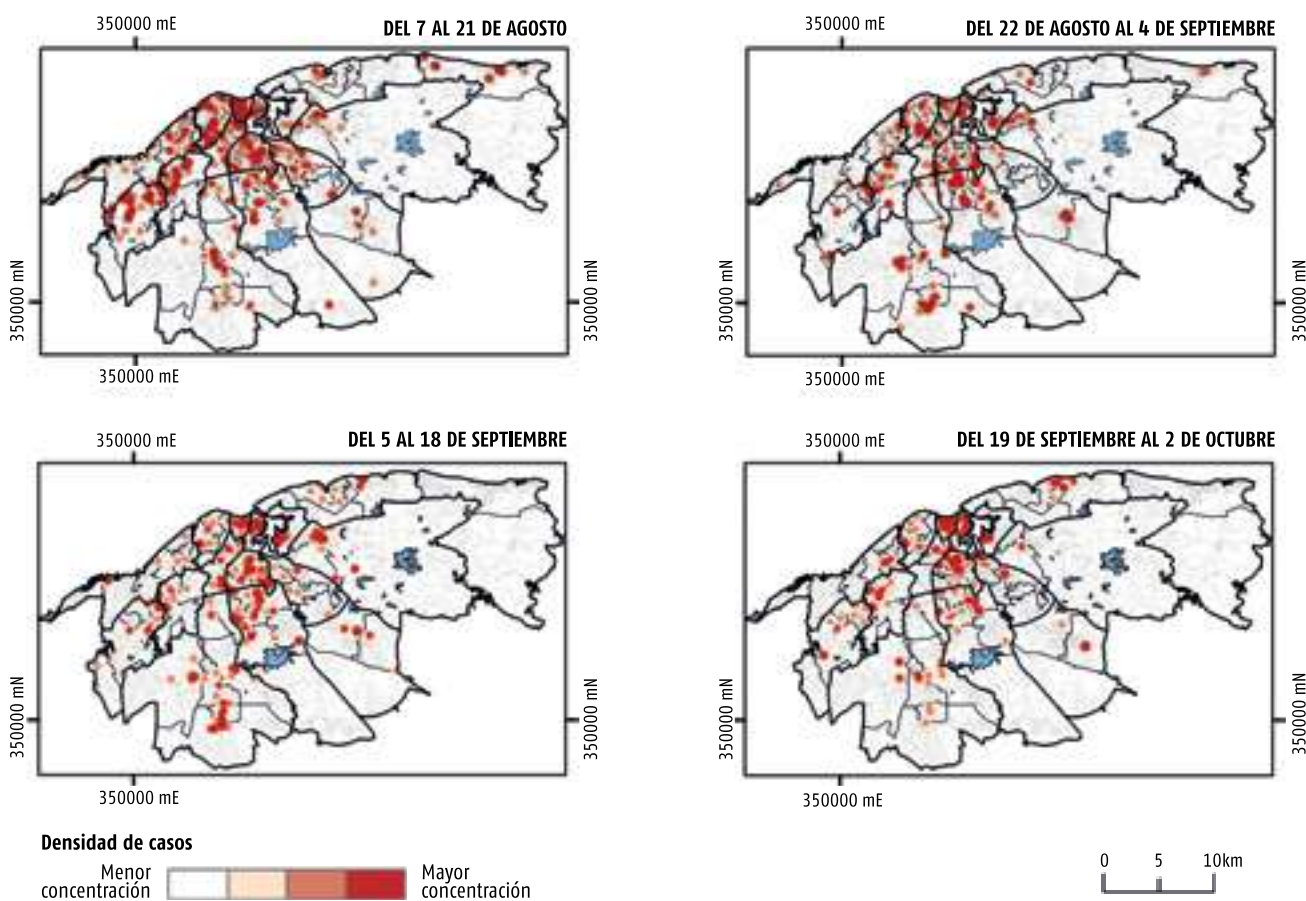 350000 mE
DEL 7 AL 21 DE AGOSTO
350000 mN
350000 mN
350000 mE
350000 mE
DEL 22 DE AGOSTO AL 4 DE SEPTIEMBRE
350000 mN
350000 mN
350000 mE
350000 mE
DEL 5 AL 18 DE SEPTIEMBRE
350000 mN
350000 mN
350000 mE
350000 mE
DEL 19 DE SEPTIEMBRE AL 2 DE OCTUBRE
350000 mN
350000 mN
350000 mE
Densidad de casos
Menor
concentración
Mayor
concentración
0 5 10km